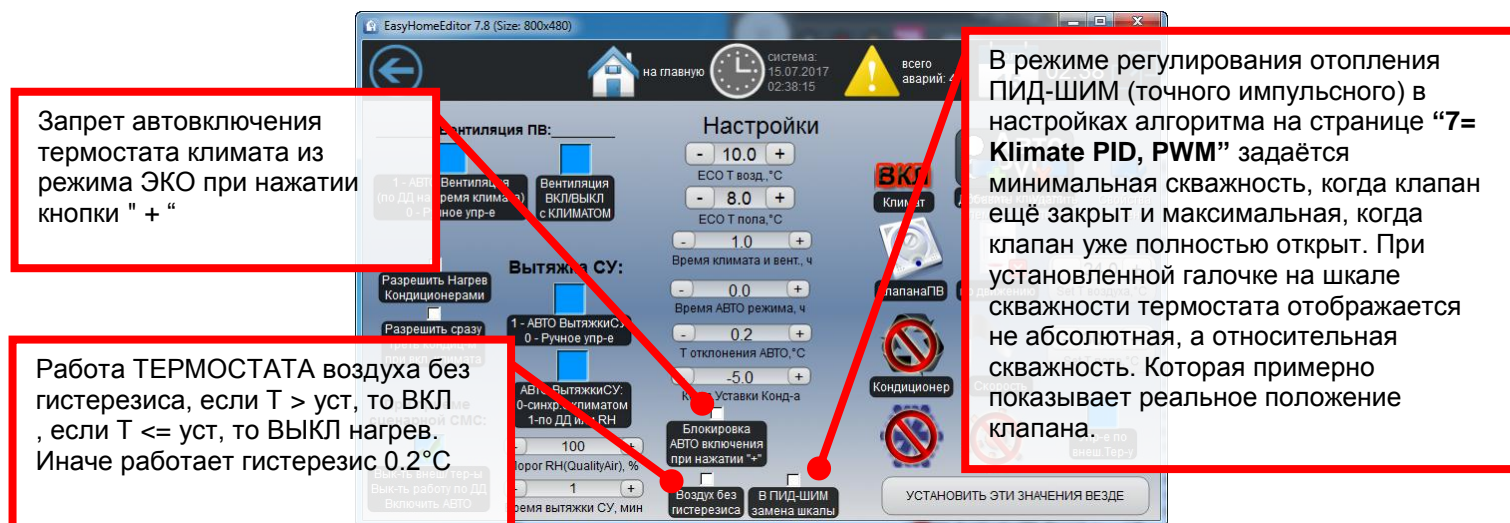 EasyHomeEditor 7.8 (Size: 800x480)
на главную
система:
15.07.2017
02:38:15
всего
аварий: 4
Запрет автовключения
термостата климата из
режима ЭКО при нажатии
кнопки " + “
В режиме регулирования отопления
ПИД-ШИМ (точного импульсного) в
настройках алгоритма на странице “7=
Klimate PID, PWM” задаётся
минимальная скважность, когда клапан
ещё закрыт и максимальная, когда
клапан уже полностью открыт. При
установленной галочке на шкале
скважности термостата отображается
не абсолютная, а относительная
скважность. Которая примерно
показывает реальное положение
клапана.
Вентиляция ПВ:
Вентиляция
ВКЛ/ВЫКЛ
с КЛИМАТОМ
Разрешить Нагрев
Кондиционерами
Разрешить сразу
Вытяжка СУ:
1 - АВТО ВытяжкиСУ
0 - Ручное упр-е
АВТО ВытяжкиСУ:
0-синхр. с климатом
1-по ДД или RH
- 100 +
Порог RH(QualityAir), %
- 1 +
Время вытяжки СУ, мин
Настройки
- 10.0 +
ECO Т возд.,°C
- 8.0 +
ECO Т пола,°C
- 1.0 +
Время климата и вент., ч
- 0.0 +
Время АВТО режима, ч
- 0.2 +
Т отклонения АВТО,°C
- -5.0 +
Уставки Конд-а
Блокировка
АВТО включения
при нажатии "+"
Воздух без
гистерезиса
В ПИД-ШИМ
замена шкалы
ВКЛ
Климат
КлапанаПВ
Кондиционер
УСТАНОВИТЬ ЭТИ ЗНАЧЕНИЯ ВЕЗДЕ
Работа ТЕРМОСТАТА воздуха без
гистерезиса, если Т > уст, то ВКЛ
, если Т <= уст, то ВЫКЛ нагрев.
Иначе работает гистерезис 0.2°C